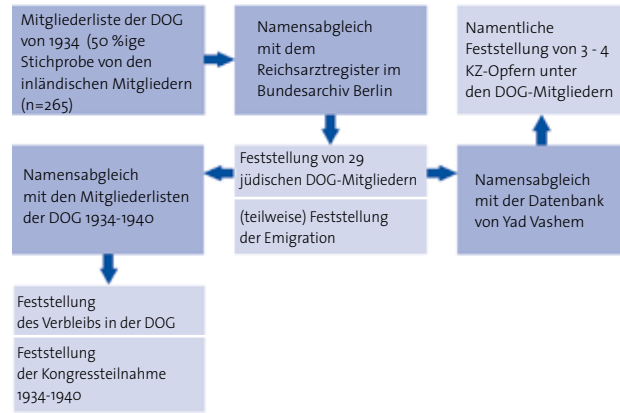 Mitgliederliste der DOG
von 1934 (50 %ige
Stichprobe von den
inländischen Mitgliedern
(n=265)
Namensabgleich
mit dem
Reichsarztregister im
Bundesarchiv Berlin
Namentliche
Feststellung von 3 - 4
KZ-Opfern unter
den DOG-Mitgliedern
Namensabgleich
mit den Mitgliederlisten
der DOG 1934-1940
Feststellung von 29
jüdischen DOG-Mitgliedern
(teilweise) Feststellung
der Emigration
Namensabgleich
mit der Datenbank
von Yad Vashem
Feststellung
des Verbleibs in der DOG
Feststellung
der Kongressteilnahme
1934-1940